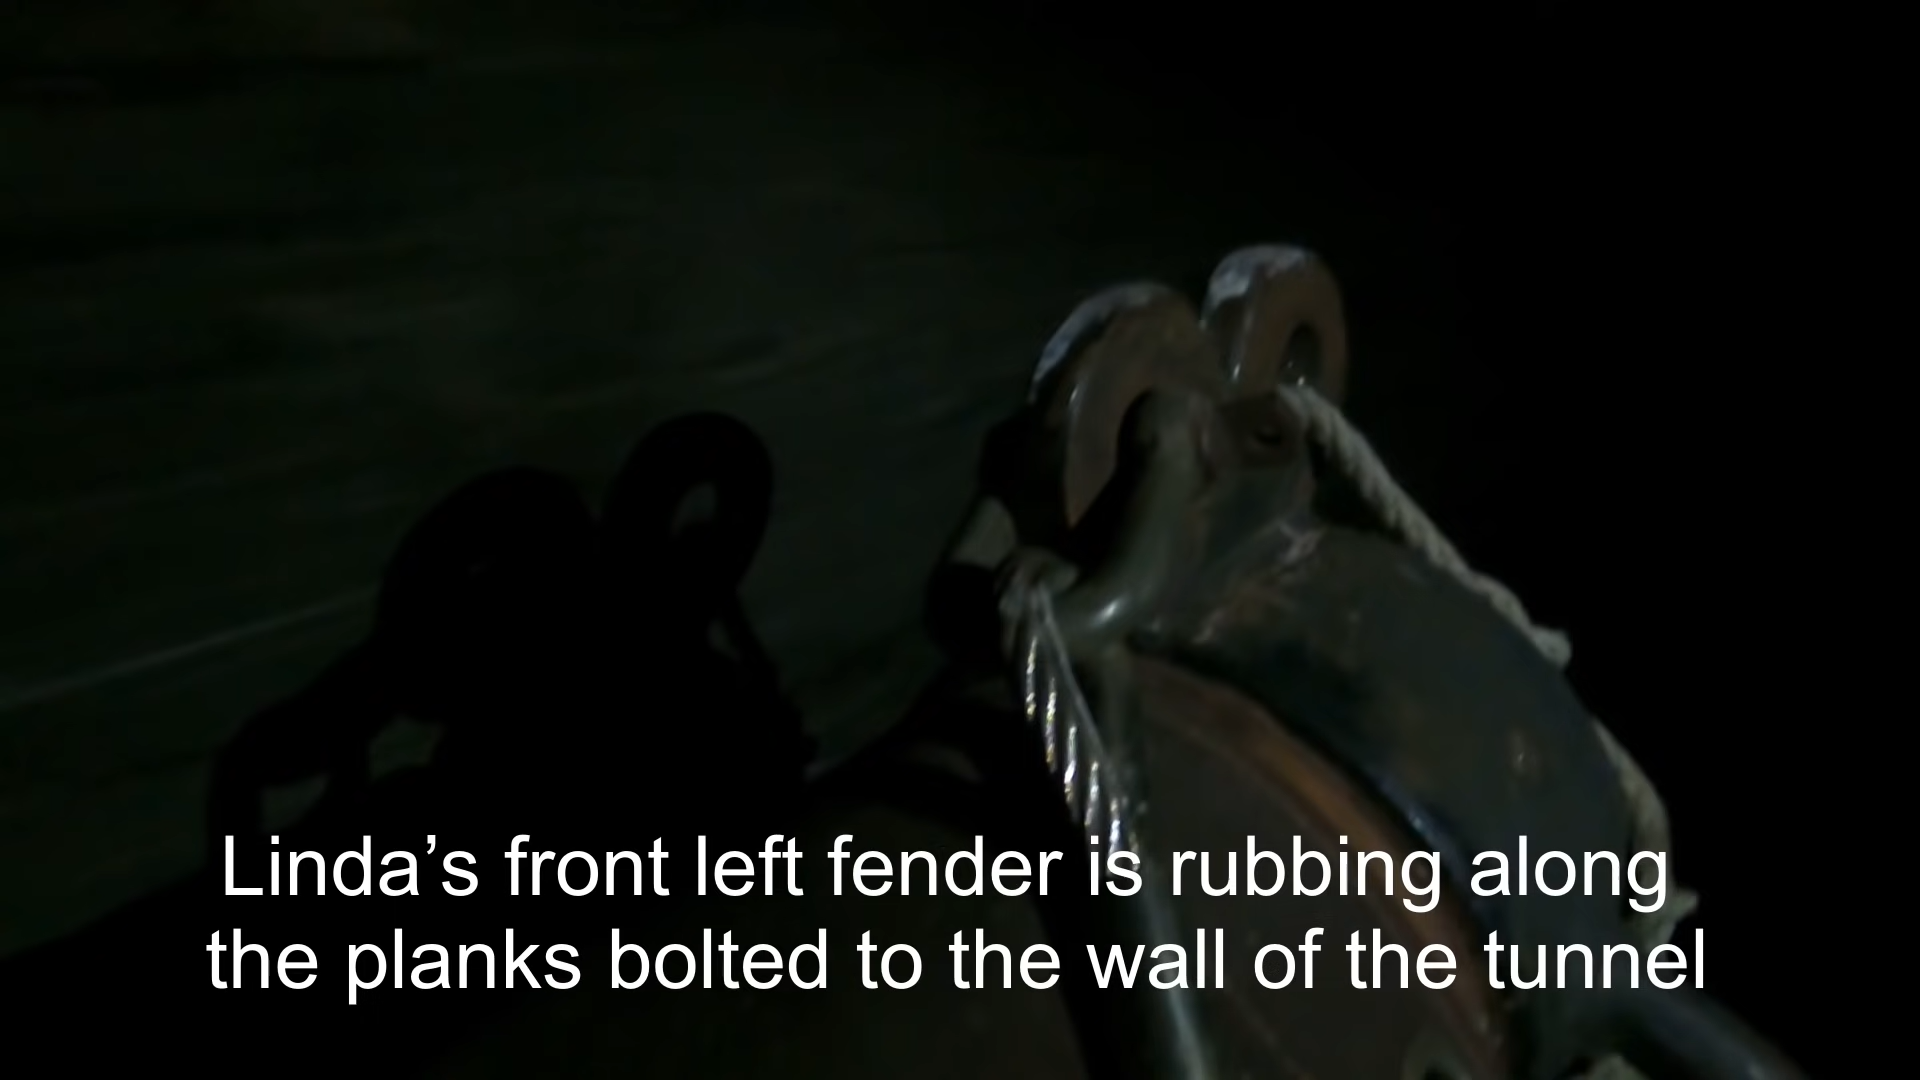 Linda’s front left fender is rubbing along
the planks bolted to the wall of the tunnel